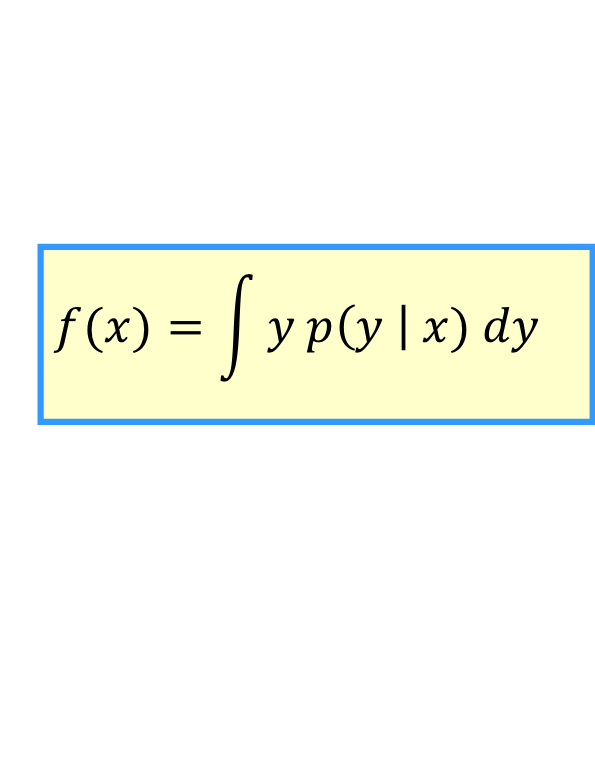 f(x) = ∫ y p(y | x) dy